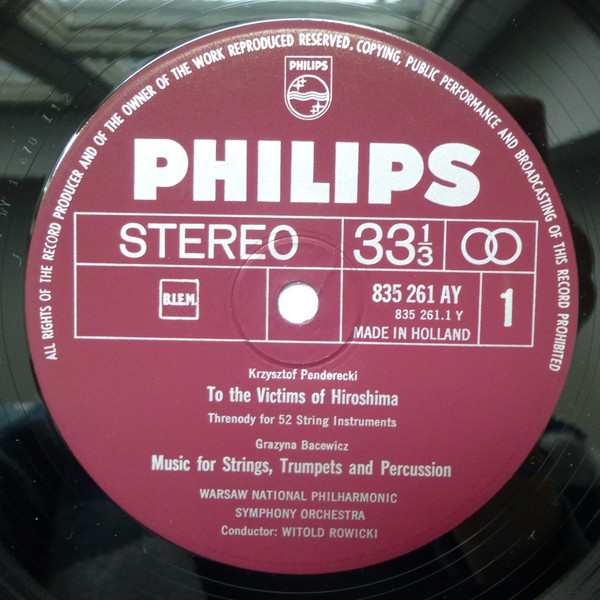 ALL RIGHTS OF THE RECORD PRODUCER AND OF THE OWNER OF THE WORK REPRODUCED RESERVED. COPYING, PUBLIC PERFORMANCE AND BROADCASTING OF THIS RECORD PROHIBITED
PHILIPS
PHILIPS
STEREO 33⅓
B.I.E.M. 835 261 AY 1
835 261.1 Y
MADE IN HOLLAND
Krzysztof Penderecki
To the Victims of Hiroshima
Threnody for 52 String Instruments
Grazyna Bacewicz
Music for Strings, Trumpets and Percussion
WARSAW NATIONAL PHILHARMONIC
SYMPHONY ORCHESTRA
Conductor: WITOLD ROWICKI